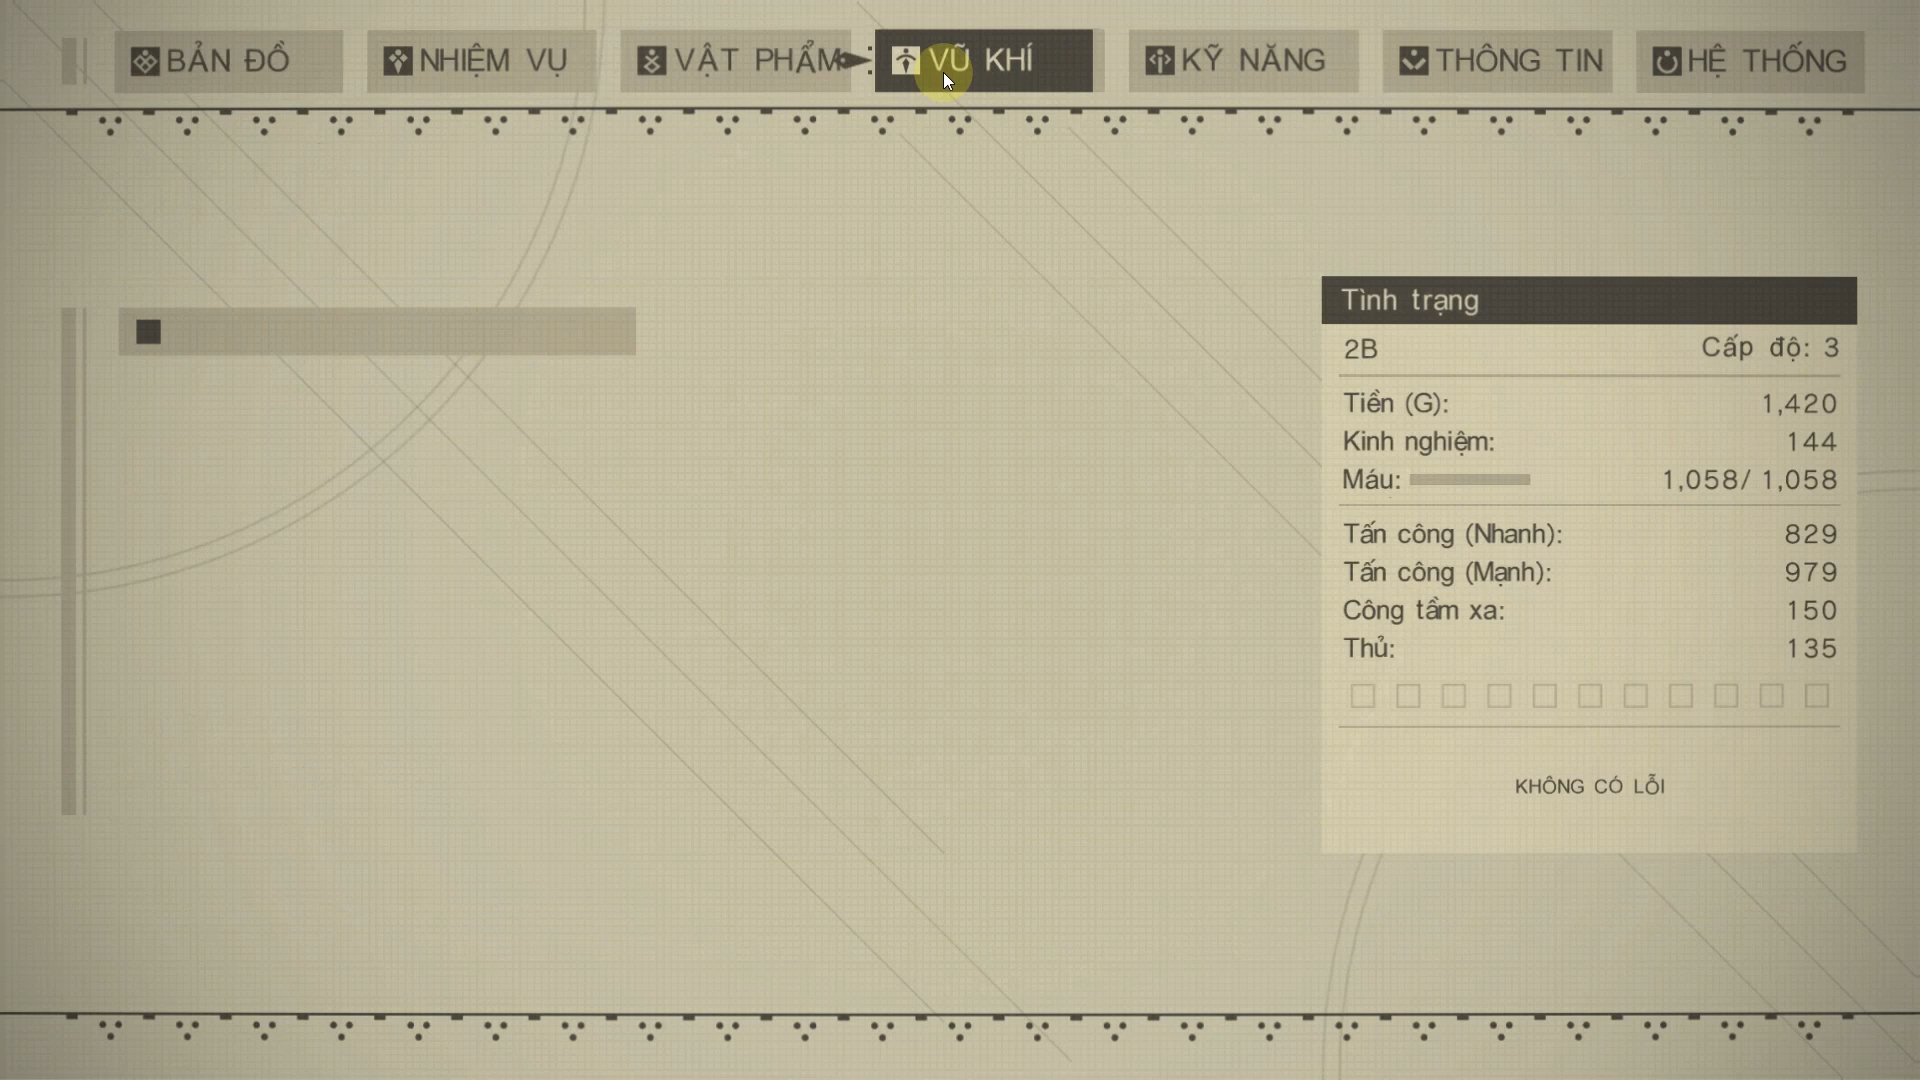 BẢN ĐỒ
NHIỆM VỤ
VẬT PHẨM
VŨ KHÍ
KỸ NĂNG
THÔNG TIN
HỆ THỐNG
Tình trạng
2B Cấp độ: 3
Tiền (G): 1,420
Kinh nghiệm: 144
Máu: 1,058/ 1,058
Tấn công (Nhanh): 829
Tấn công (Mạnh): 979
Công tầm xa: 150
Thủ: 135
KHÔNG CÓ LỖI